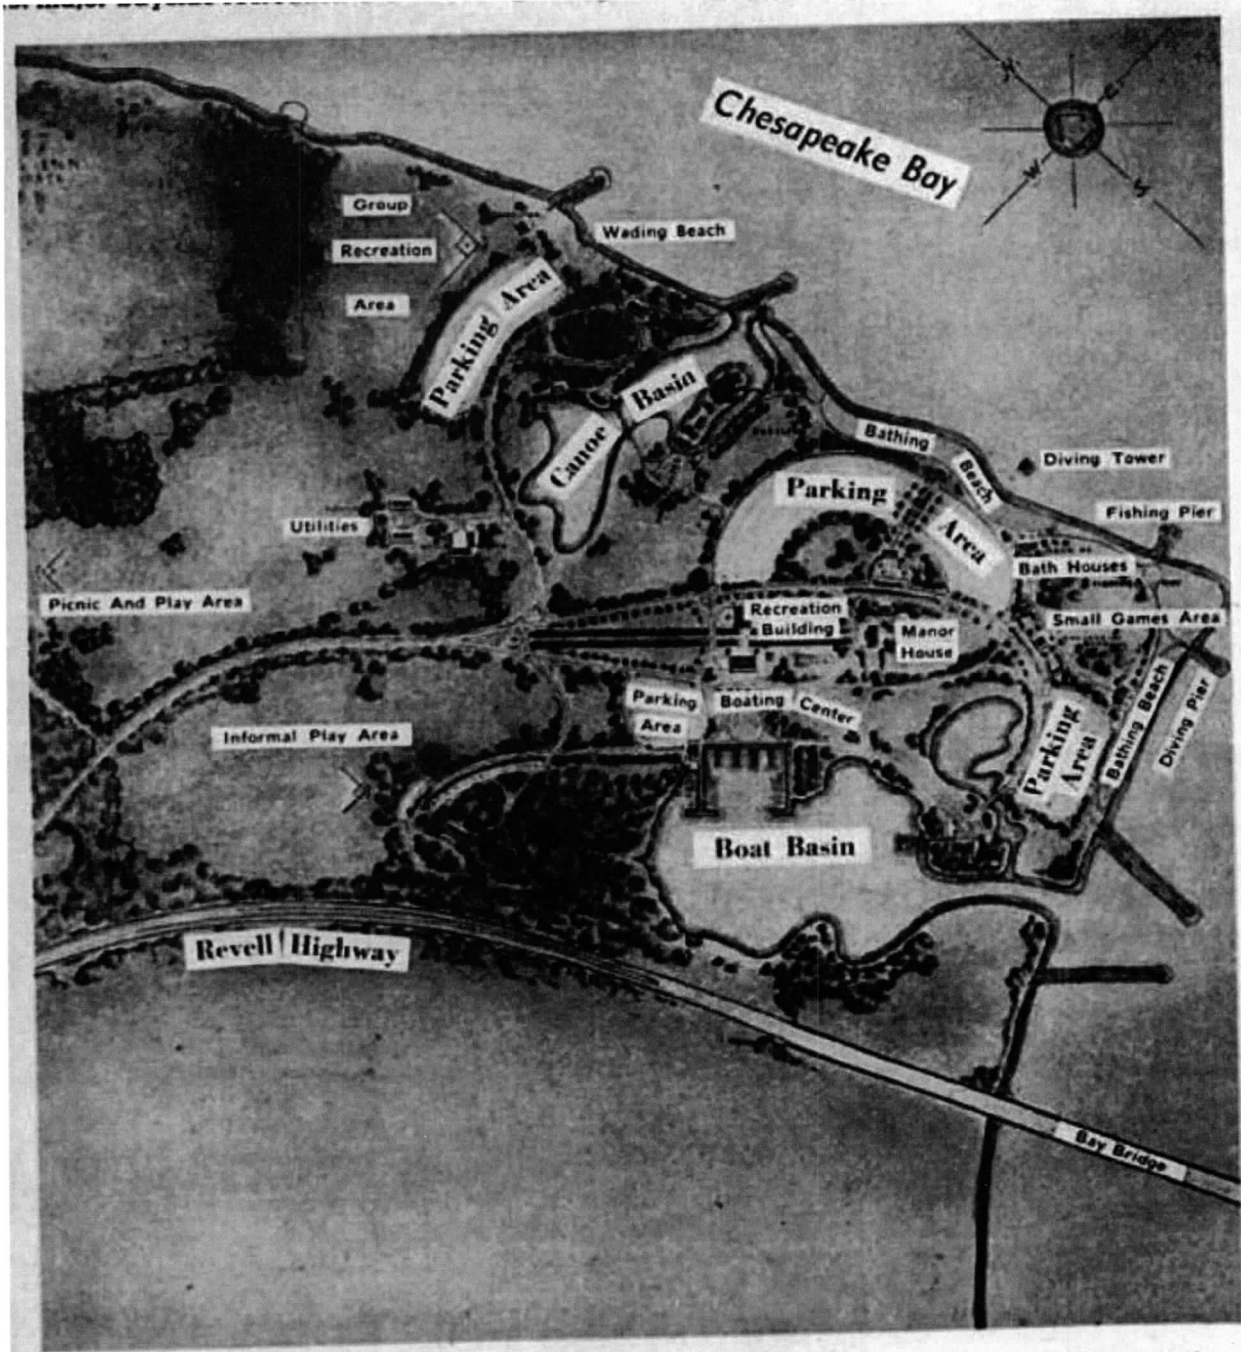 Chesapeake Bay
N
E
W
S
Group
Recreation
Area
Wading Beach
Parking Area
Canoe Basin
Bathing
Beach
Diving Tower
Parking
Area
Fishing Pier
Utilities
Bath Houses
Picnic And Play Area
Recreation
Building
Small Games Area
Manor
House
Parking
Area
Boating Center
Bathing Beach
Diving Pier
Informal Play Area
Parking
Area
Boat Basin
Revell Highway
Bay Bridge